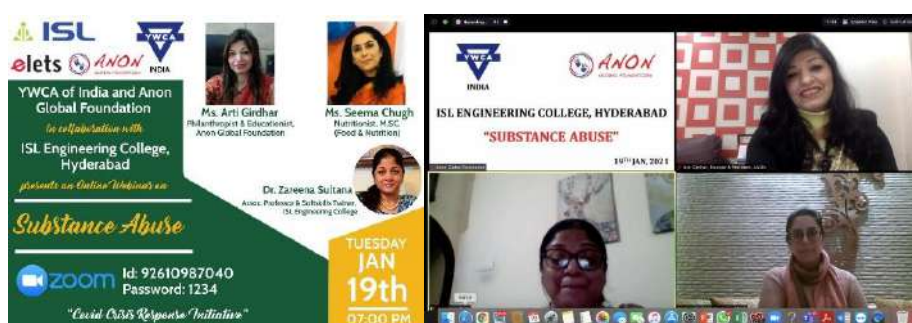 ISL
YWCA
INDIA
elets
ANON
YWCA of India and Anon
Global Foundation
In collaboration with
ISL Engineering College,
Hyderabad
presents an Online Webinar on
Substance Abuse
zoom
Id: 92610987040
Password: 1234
"Covid Crisis Response Initiative"
Ms. Arti Girdhar
Philanthropist & Educationist,
Anon Global Foundation
Ms. Seema Chugh
Nutritionist, M.SC
(Food & Nutrition)
Dr. Zareena Sultana
Assoc. Professor & Softskills Trainer,
ISL Engineering College
TUESDAY
JAN
19th
07:00 PM
YWCA
INDIA
ANON
GLOBAL FOUNDATION
ISL ENGINEERING COLLEGE, HYDERABAD
"SUBSTANCE ABUSE"
19TH JAN, 2021